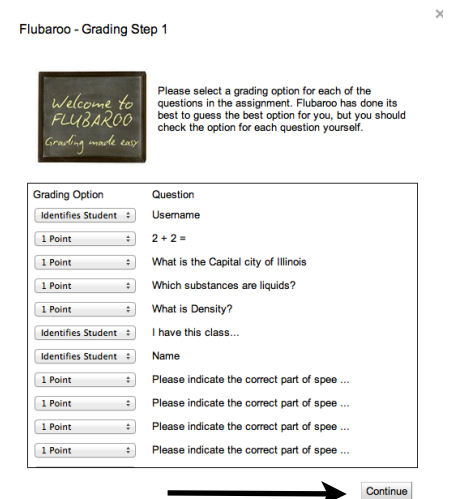 ×
Flubaroo - Grading Step 1
Welcome to
FLUBAROO
Grading made easy
Please select a grading option for each of the
questions in the assignment. Flubaroo has done its
best to guess the best option for you, but you should
check the option for each question yourself.
Grading Option Question
Identifies Student Username
1 Point 2 + 2 =
1 Point What is the Capital city of Illinois
1 Point Which substances are liquids?
1 Point What is Density?
Identifies Student I have this class...
Identifies Student Name
1 Point Please indicate the correct part of spee ...
1 Point Please indicate the correct part of spee ...
1 Point Please indicate the correct part of spee ...
1 Point Please indicate the correct part of spee ...
Continue